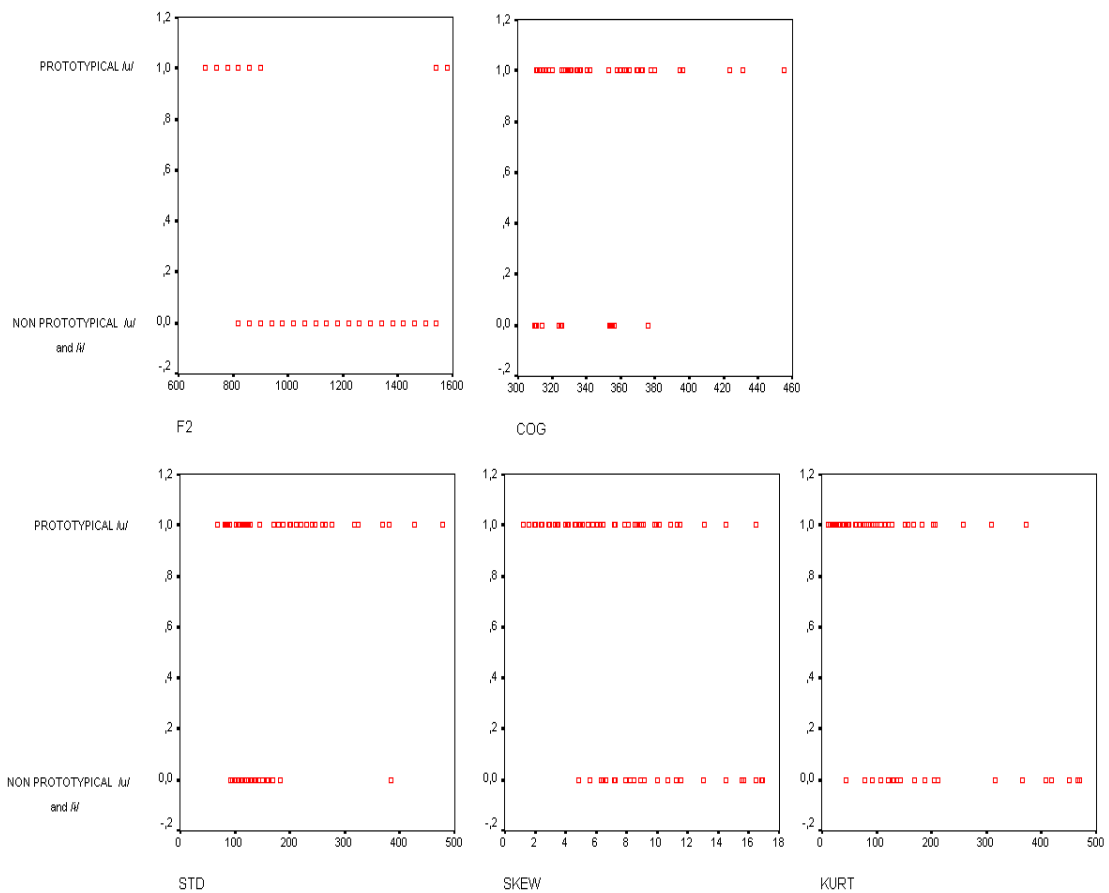 1,2
PROTOTYPICAL /u/
1,0
,8
,6
,4
,2
NON PROTOTYPICAL /u/
and /ɨ/
0,0
-,2
600 800 1000 1200 1400 1600
F2
1,2
1,0
,8
,6
,4
,2
0,0
-,2
300 320 340 360 380 400 420 440 460
COG
1,2
PROTOTYPICAL /u/
1,0
,8
,6
,4
,2
NON PROTOTYPICAL /u/
and /ɨ/
0,0
-,2
0 100 200 300 400 500
STD
1,2
1,0
,8
,6
,4
,2
0,0
-,2
0 2 4 6 8 10 12 14 16 18
SKEW
1,2
1,0
,8
,6
,4
,2
0,0
-,2
0 100 200 300 400 500
KURT